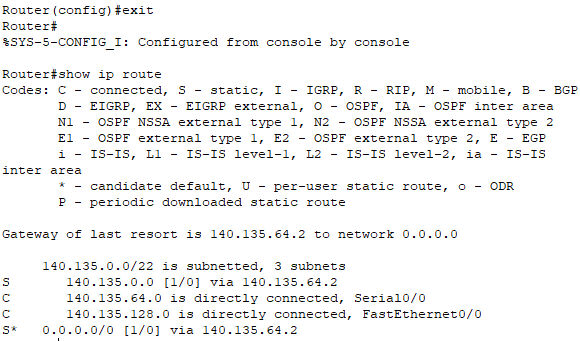 Router(config)#exit
Router#
%SYS-5-CONFIG_I: Configured from console by console
Router#show ip route
Codes: C - connected, S - static, I - IGRP, R - RIP, M - mobile, B - BGP
D - EIGRP, EX - EIGRP external, O - OSPF, IA - OSPF inter area
N1 - OSPF NSSA external type 1, N2 - OSPF NSSA external type 2
E1 - OSPF external type 1, E2 - OSPF external type 2, E - EGP
i - IS-IS, L1 - IS-IS level-1, L2 - IS-IS level-2, ia - IS-IS
inter area
* - candidate default, U - per-user static route, o - ODR
P - periodic downloaded static route
Gateway of last resort is 140.135.64.2 to network 0.0.0.0
140.135.0.0/22 is subnetted, 3 subnets
S 140.135.0.0 [1/0] via 140.135.64.2
C 140.135.64.0 is directly connected, Serial0/0
C 140.135.128.0 is directly connected, FastEthernet0/0
S* 0.0.0.0/0 [1/0] via 140.135.64.2